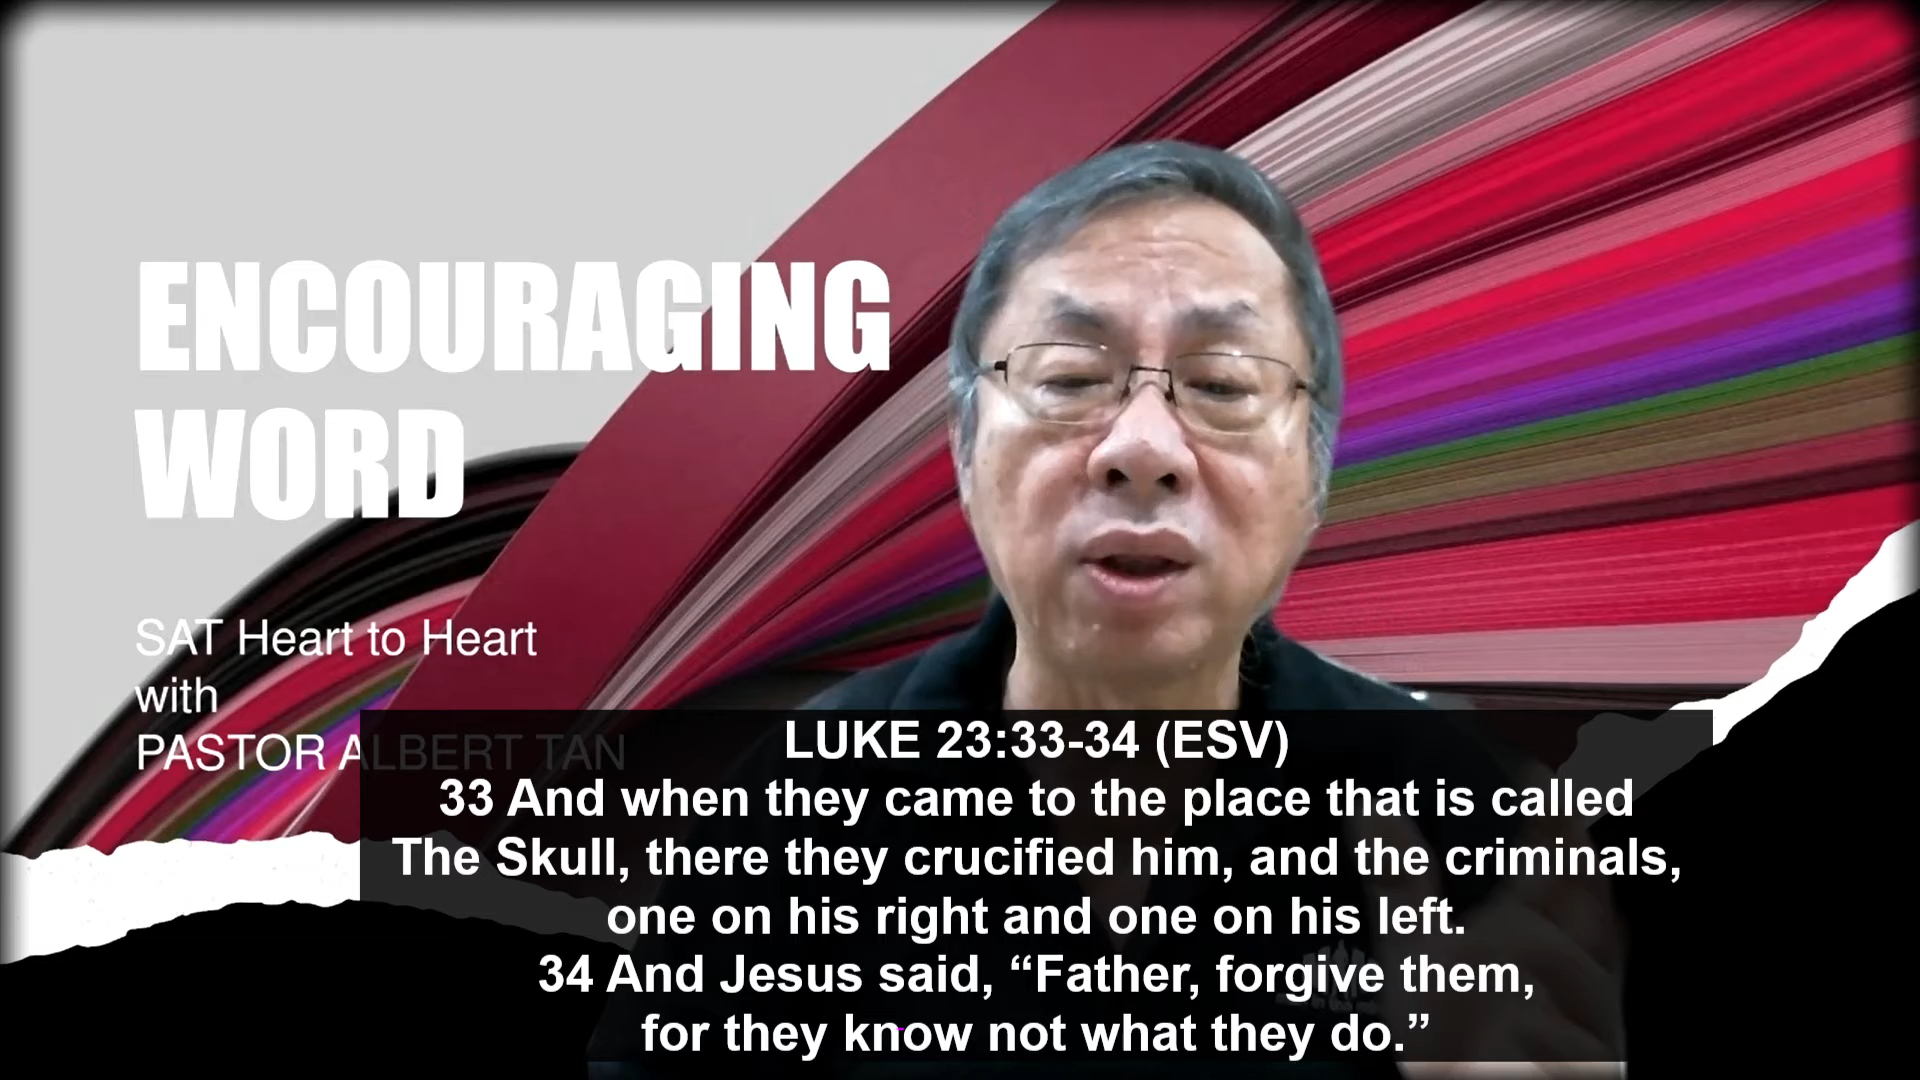 ENCOURAGING
WORD
SAT Heart to Heart
with
PASTOR ALBERT TAN
LUKE 23:33-34 (ESV)
33 And when they came to the place that is called
The Skull, there they crucified him, and the criminals,
one on his right and one on his left.
34 And Jesus said, “Father, forgive them,
for they know not what they do.”